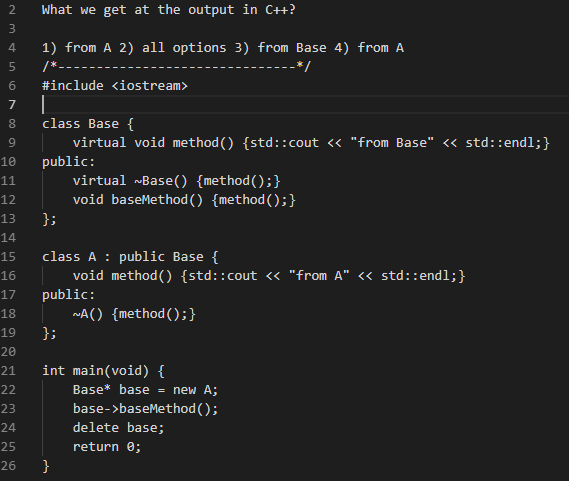 2 What we get at the output in C++?
3
4 1) from A 2) all options 3) from Base 4) from A
5 /*-------------------------------*/
6 #include <iostream>
7
8 class Base {
9     virtual void method() {std::cout << "from Base" << std::endl;}
10 public:
11     virtual ~Base() {method();}
12     void baseMethod() {method();}
13 };
14
15 class A : public Base {
16     void method() {std::cout << "from A" << std::endl;}
17 public:
18     ~A() {method();}
19 };
20
21 int main(void) {
22     Base* base = new A;
23     base->baseMethod();
24     delete base;
25     return 0;
26 }